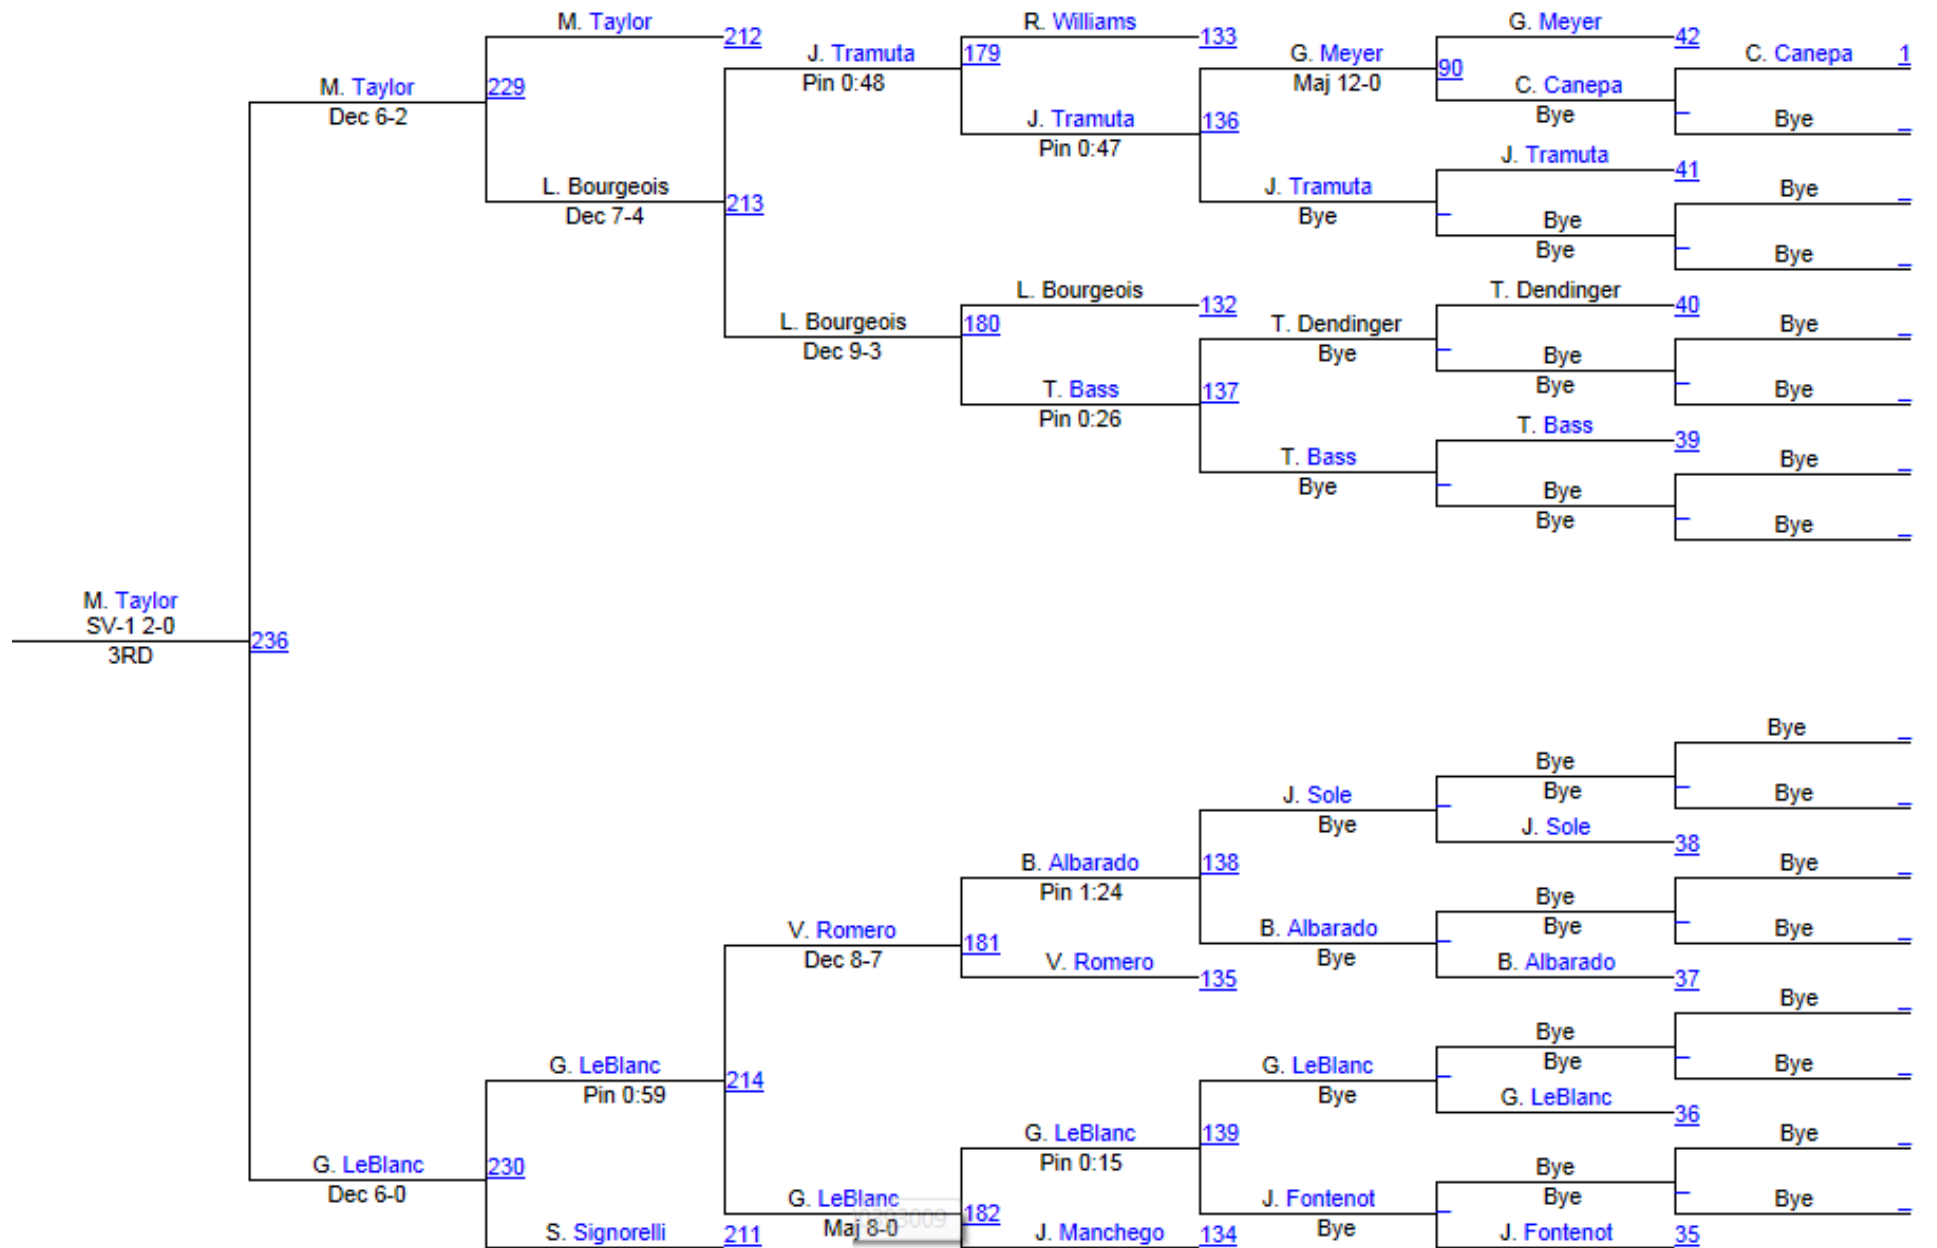 M. Taylor
212
R. Williams
133
G. Meyer
42
J. Tramuta
Pin 0:48
179
G. Meyer
Maj 12-0
90
C. Canepa
1
M. Taylor
Dec 6-2
229
C. Canepa
Bye
Bye
J. Tramuta
Pin 0:47
136
J. Tramuta
41
L. Bourgeois
Dec 7-4
213
J. Tramuta
Bye
Bye
Bye
Bye
Bye
L. Bourgeois
132
T. Dendinger
40
L. Bourgeois
Dec 9-3
180
T. Dendinger
Bye
Bye
Bye
Bye
T. Bass
Pin 0:26
137
Bye
T. Bass
39
T. Bass
Bye
Bye
Bye
Bye
Bye
M. Taylor
SV-1 2-0
3RD
236
Bye
Bye
Bye
Bye
J. Sole
Bye
J. Sole
38
B. Albarado
Pin 1:24
138
Bye
Bye
Bye
V. Romero
Dec 8-7
181
B. Albarado
Bye
Bye
V. Romero
135
B. Albarado
37
Bye
Bye
Bye
G. LeBlanc
Pin 0:59
214
G. LeBlanc
Bye
Bye
G. LeBlanc
36
G. LeBlanc
Pin 0:15
139
Bye
G. LeBlanc
Dec 6-0
230
Bye
Bye
G. LeBlanc
Maj 8-0
182
J. Fontenot
Bye
Bye
S. Signorelli
211
J. Manchego
134
J. Fontenot
35